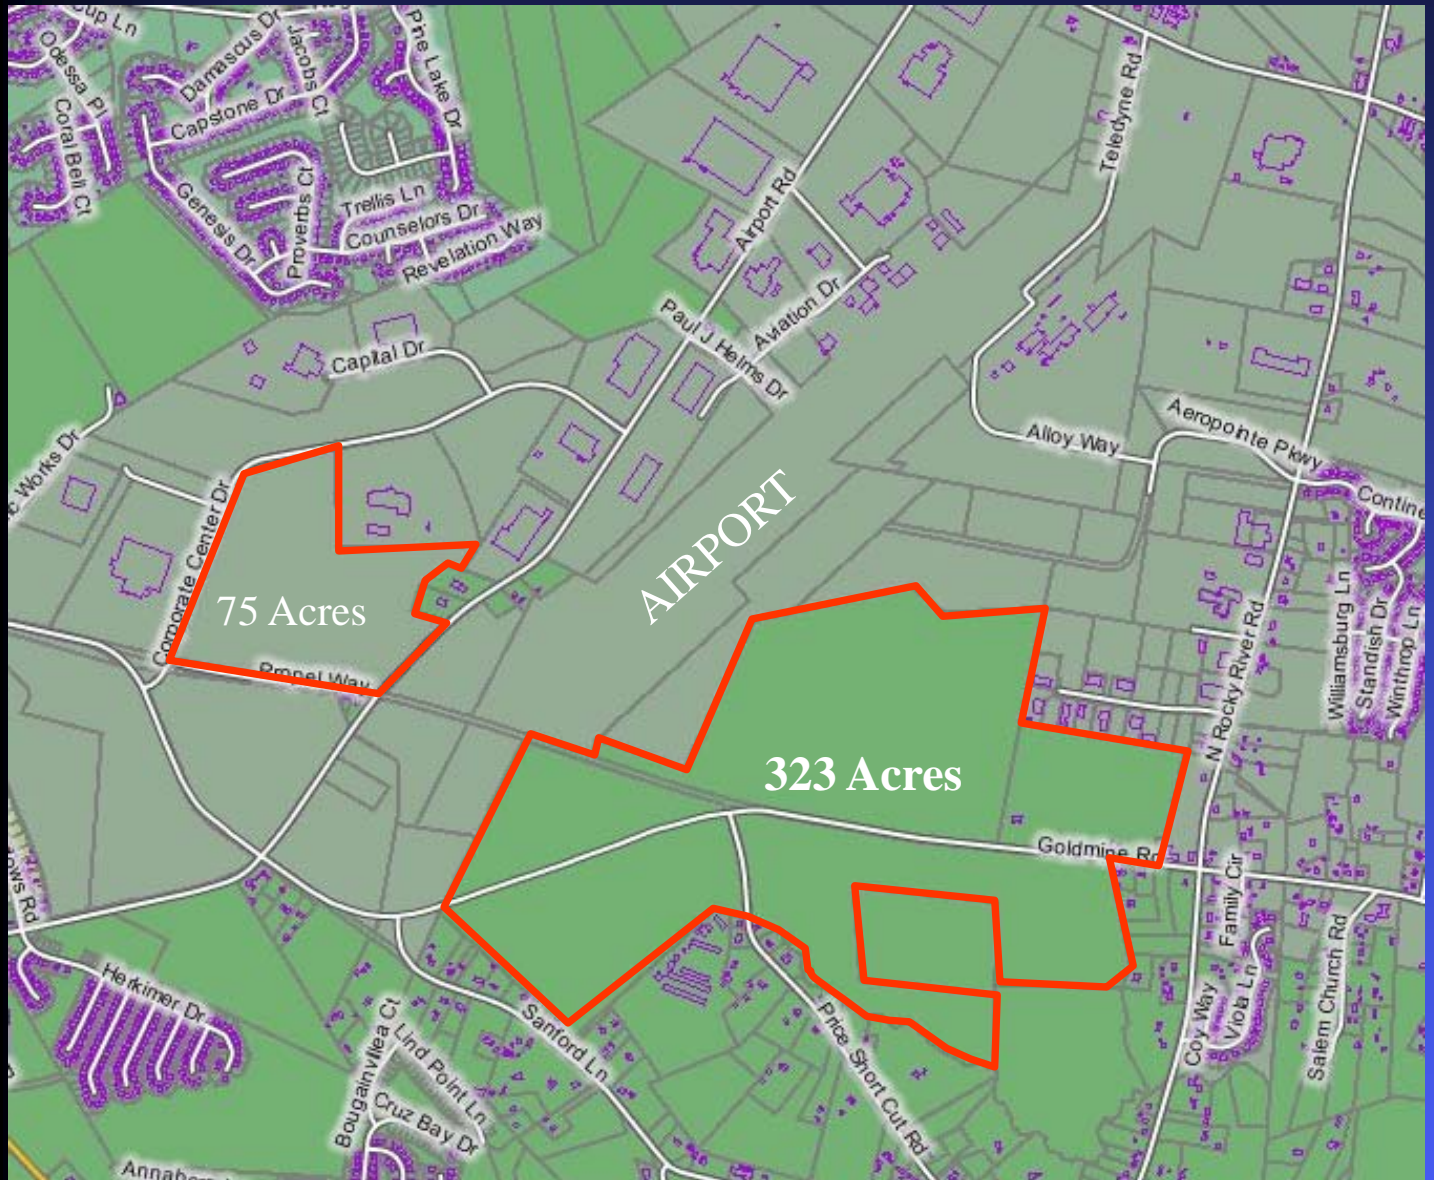 Cup Ln
Odessa Pl
Coral Bell Ct
Damascus Dr
Jacobs Ct
Capstone Dr
Pine Lake Dr
Genesis Dr
Proverbs Ct
Trellis Ln
Counselors Dr
Revelation Way
Teledyne Rd
Airport Rd
Aviation Dr
Paul J Helms Dr
Capital Dr
Works Dr
Corporate Center Dr
Alloy Way
Aeropointe Pkwy
Contine
AIRPORT
75 Acres
Propel Way
323 Acres
Williamsburg Ln
Standish Dr
Winthrop Ln
N Rocky River Rd
Goldmine Rd
Family Cir
ows Rd
Herkimer Dr
Sanford Ln
Price Short Cut Rd
Coy Way
Viola Ln
Salem Church Rd
Bougainvillea Ct
Lind Point Ln
Cruz Bay Dr